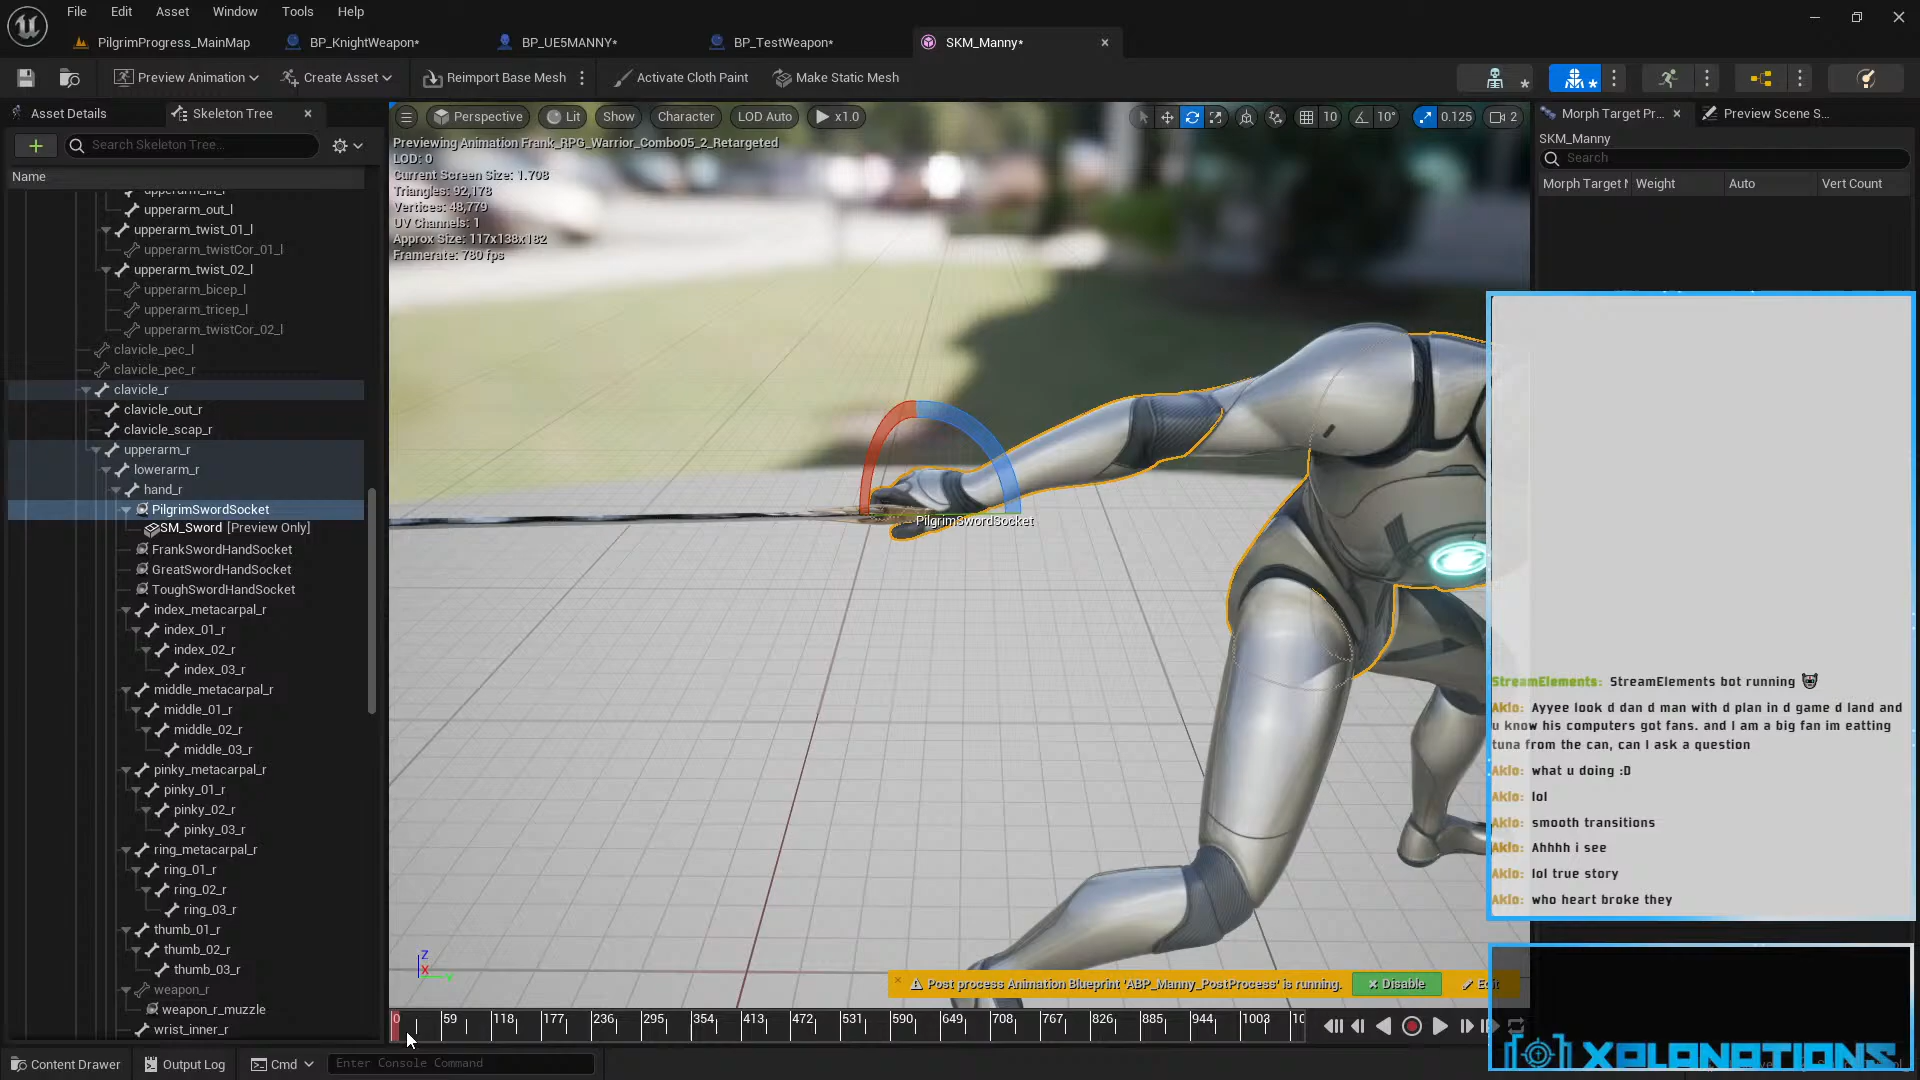 File Edit Asset Window Tools Help
PilgrimProgress_MainMap BP_KnightWeapon* BP_UE5MANNY* BP_TestWeapon* SKM_Manny*
Preview Animation Create Asset Reimport Base Mesh Activate Cloth Paint Make Static Mesh
Asset Details Skeleton Tree
Search Skeleton Tree...
Name
upperarm_out_l
upperarm_twist_01_l
upperarm_twistCor_01_l
upperarm_twist_02_l
upperarm_bicep_l
upperarm_tricep_l
upperarm_twistCor_02_l
clavicle_pec_l
clavicle_pec_r
clavicle_r
clavicle_out_r
clavicle_scap_r
upperarm_r
lowerarm_r
hand_r
PilgrimSwordSocket
SM_Sword [Preview Only]
FrankSwordHandSocket
GreatSwordHandSocket
ToughSwordHandSocket
index_metacarpal_r
index_01_r
index_02_r
index_03_r
middle_metacarpal_r
middle_01_r
middle_02_r
middle_03_r
pinky_metacarpal_r
pinky_01_r
pinky_02_r
pinky_03_r
ring_metacarpal_r
ring_01_r
ring_02_r
ring_03_r
thumb_01_r
thumb_02_r
thumb_03_r
weapon_r
weapon_r_muzzle
wrist_inner_r
Perspective Lit Show Character LOD Auto x1.0 10 10° 0.125 2
Previewing Animation Frank_RPG_Warrior_Combo05_2_Retargeted
LOD: 0
Current Screen Size: 1.708
Triangles: 92,178
Vertices: 48,779
UV Channels: 1
Approx Size: 117x138x182
Framerate: 780 fps
PilgrimSwordSocket
Z
X
Y
Post process Animation Blueprint 'ABP_Manny_PostProcess' is running. Disable
0 59 118 177 236 295 354 413 472 531 590 649 708 767 826 885 944 1003
Morph Target Pr... Preview Scene S...
SKM_Manny
Search
Morph Target Weight Auto Vert Count
StreamElements: StreamElements bot running
Aklo: Ayyee look d dan d man with d plan in d game d land and
u know his computers got fans. and I am a big fan im eatting
tuna from the can, can I ask a question
Aklo: what u doing :D
Aklo: lol
Aklo: smooth transitions
Aklo: Ahhhh i see
Aklo: lol true story
Aklo: who heart broke they
XPLANATIONS
Content Drawer Output Log Cmd Enter Console Command